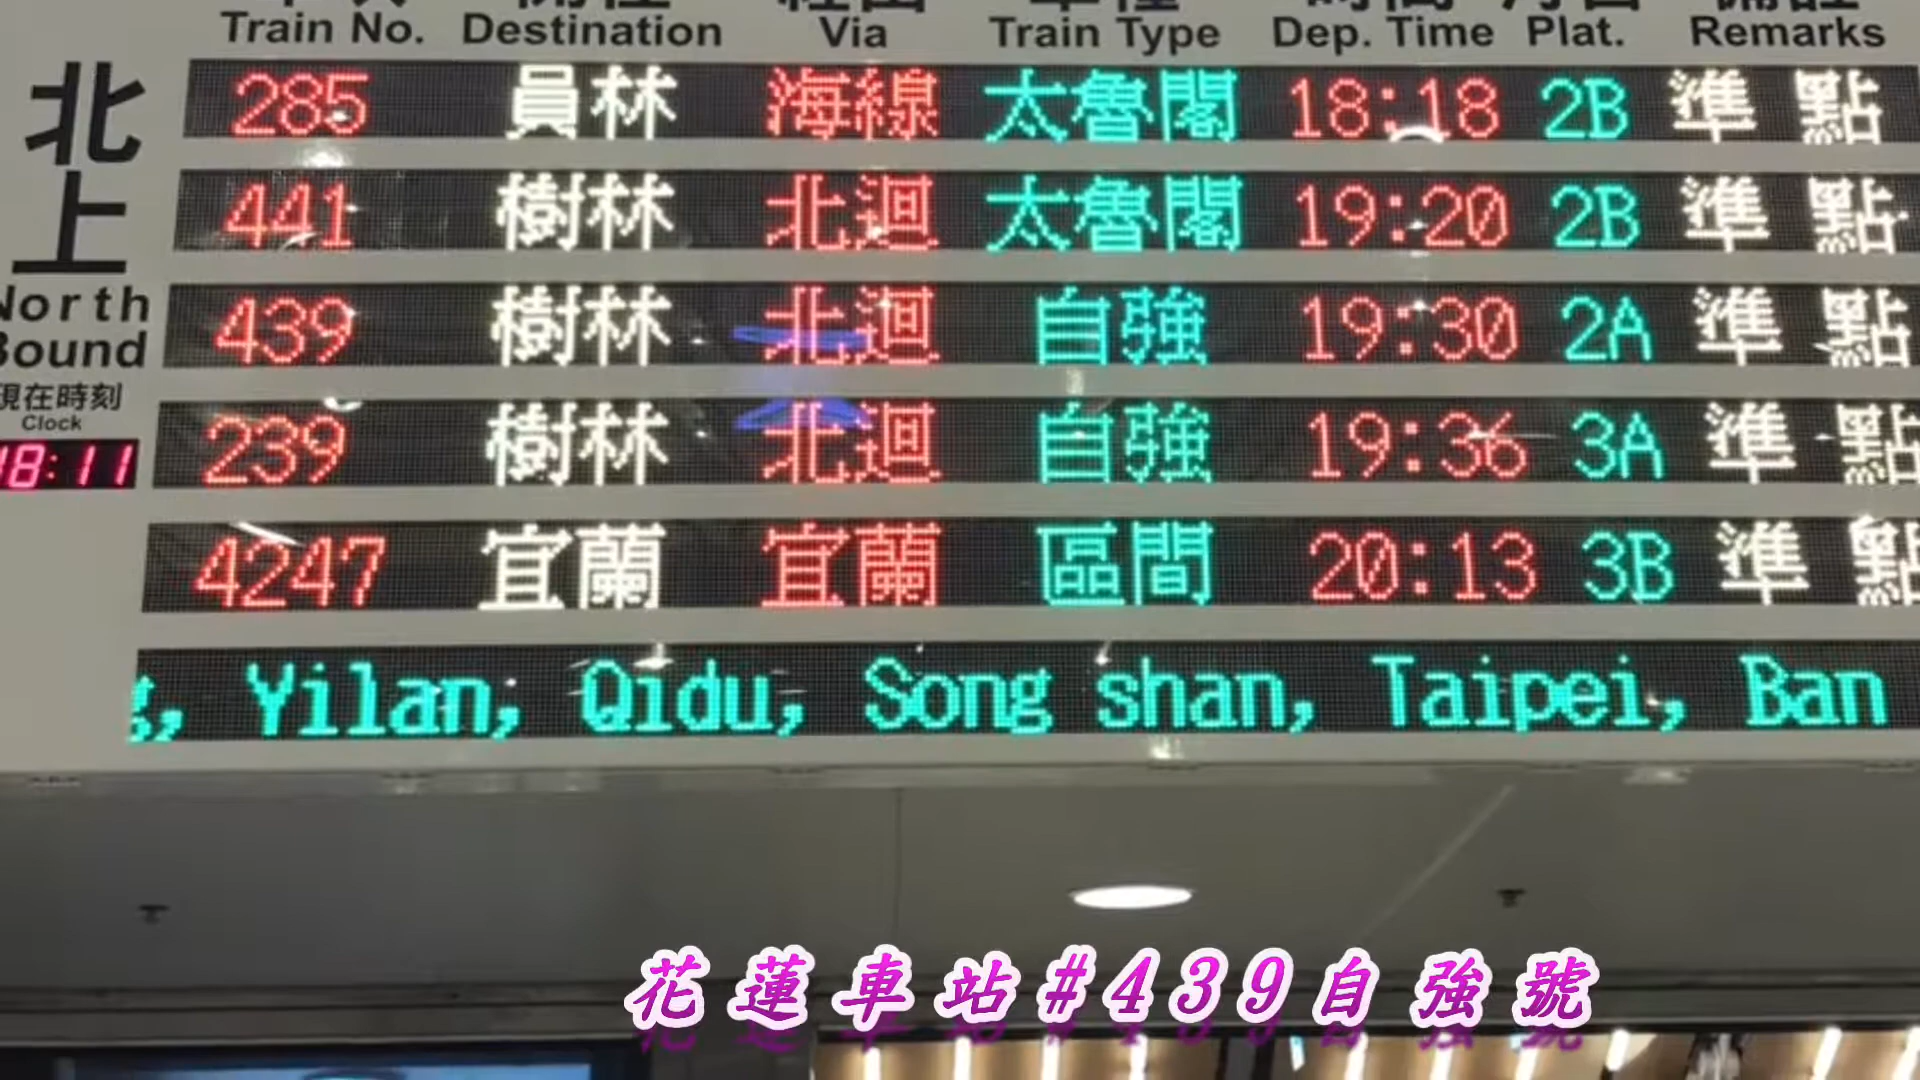 Train No. Destination Via Train Type Dep. Time Plat. Remarks
北上
North Bound
現在時刻
Clock
18:11
285 員林 海線 太魯閣 18:18 2B 準點
441 樹林 北迴 太魯閣 19:20 2B 準點
439 樹林 北迴 自強 19:30 2A 準點
239 樹林 北迴 自強 19:36 3A 準點
4247 宜蘭 宜蘭 區間 20:13 3B 準點
g, Yilan, Qidu, Song shan, Taipei, Ban
花蓮車站#439自強號